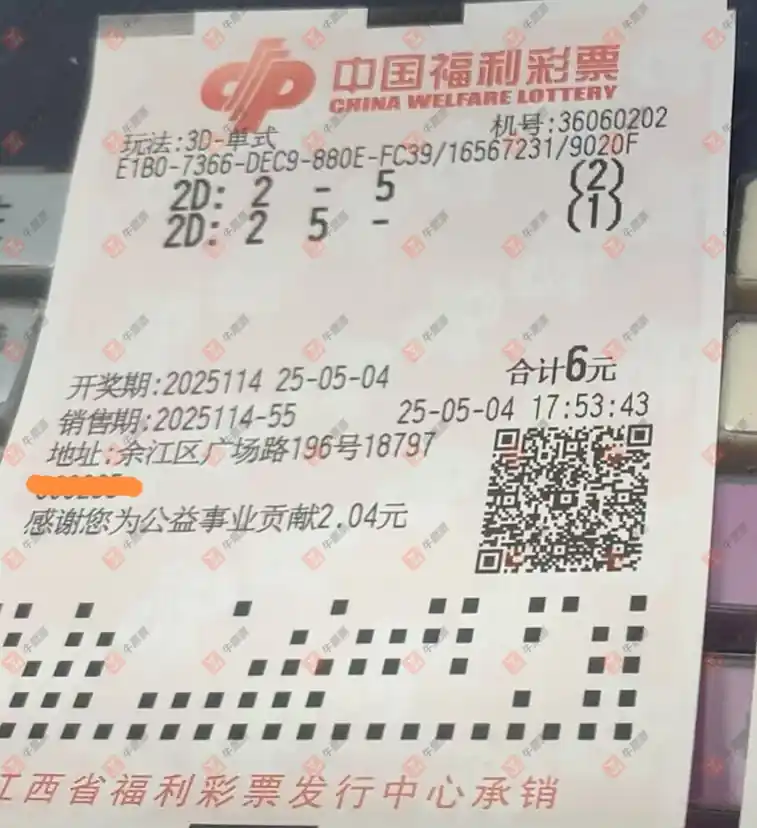 中国福利彩票
CHINA WELFARE LOTTERY
玩法:3D-单式 机号:36060202
E1B0-7366-DEC9-880E-FC39/16567231/9020F
2D: 2 - 5 (2)
2D: 2 5 - (1)
开奖期:2025114 25-05-04 合计6元
销售期:2025114-55 25-05-04 17:53:43
地址:余江区广场路196号18797
感谢您为公益事业贡献2.04元
江西省福利彩票发行中心承销